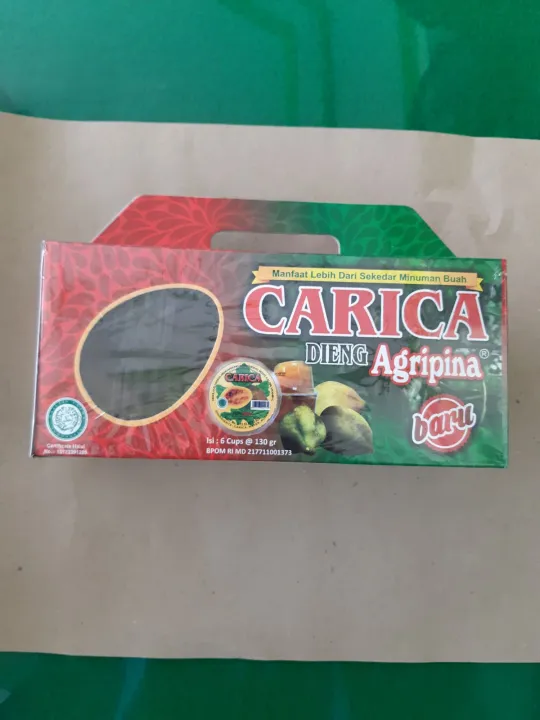 Manfaat Lebih Dari Sekedar Minuman Buah
CARICA
DIENG Agripina®
baru
CARICA
Isi : 6 Cups @ 130 gr
BPOM RI MD 217711001373